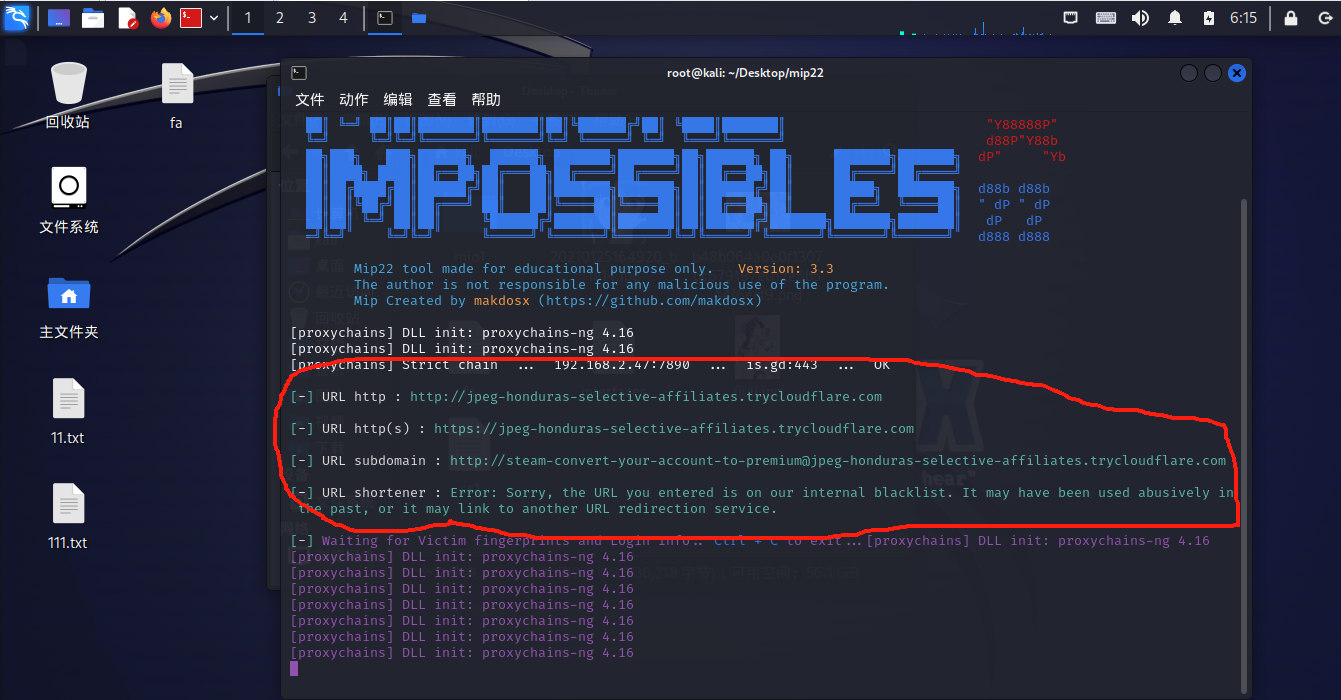 1 2 3 4
6:15
root@kali: ~/Desktop/mip22
文件 动作 编辑 查看 帮助
回收站
fa
文件系统
主文件夹
11.txt
111.txt
IMPOSSIBLES
"Y88888P"
d88P"Y88b
dP" "Yb
d88b d88b
" dP " dP
dP dP
d888 d888
Mip22 tool made for educational purpose only. Version: 3.3
The author is not responsible for any malicious use of the program.
Mip Created by makdosx (https://github.com/makdosx)
[proxychains] DLL init: proxychains-ng 4.16
[proxychains] DLL init: proxychains-ng 4.16
[proxychains] Strict chain ... 192.168.2.47:7890 ... is.gd:443 ... OK
[-] URL http : http://jpeg-honduras-selective-affiliates.trycloudflare.com
[-] URL http(s) : https://jpeg-honduras-selective-affiliates.trycloudflare.com
[-] URL subdomain : http://steam-convert-your-account-to-premium@jpeg-honduras-selective-affiliates.trycloudflare.com
[-] URL shortener : Error: Sorry, the URL you entered is on our internal blacklist. It may have been used abusively in
the past, or it may link to another URL redirection service.
[-] Waiting for Victim fingerprints and Login Info.. Ctrl + C to exit...[proxychains] DLL init: proxychains-ng 4.16
[proxychains] DLL init: proxychains-ng 4.16
[proxychains] DLL init: proxychains-ng 4.16
[proxychains] DLL init: proxychains-ng 4.16
[proxychains] DLL init: proxychains-ng 4.16
[proxychains] DLL init: proxychains-ng 4.16
[proxychains] DLL init: proxychains-ng 4.16
[proxychains] DLL init: proxychains-ng 4.16